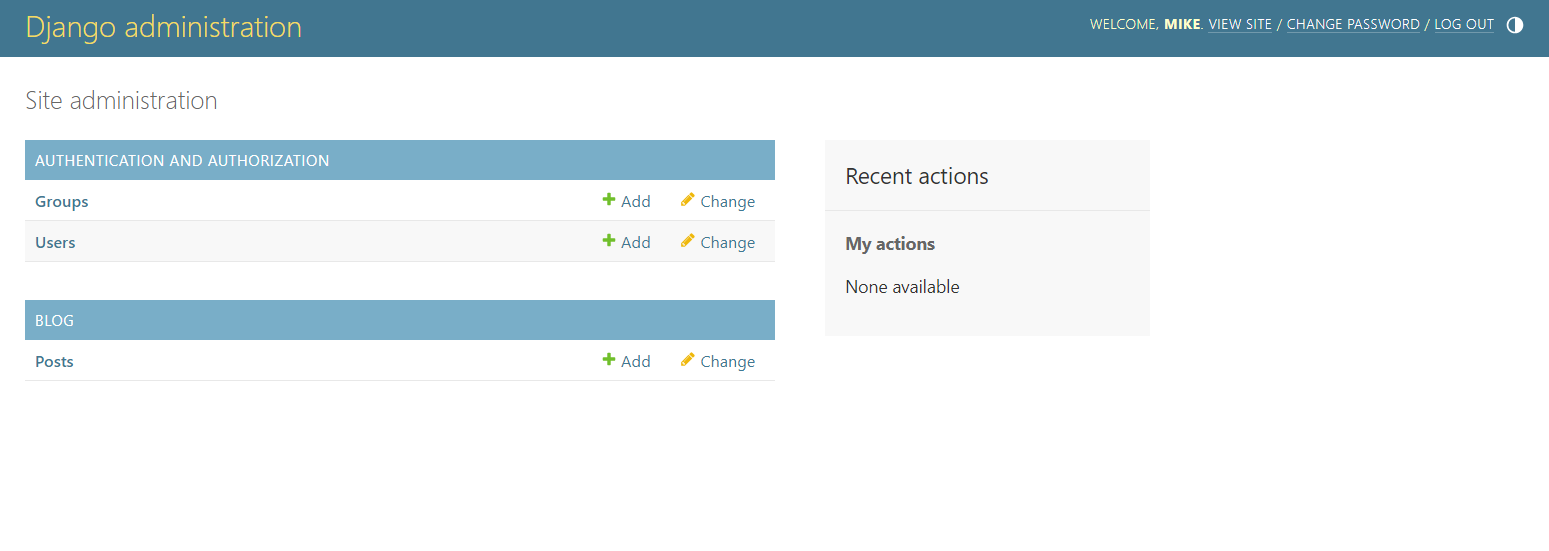 Django administration
WELCOME, MIKE. VIEW SITE / CHANGE PASSWORD / LOG OUT
Site administration
AUTHENTICATION AND AUTHORIZATION
Groups Add Change
Users Add Change
BLOG
Posts Add Change
Recent actions
My actions
None available